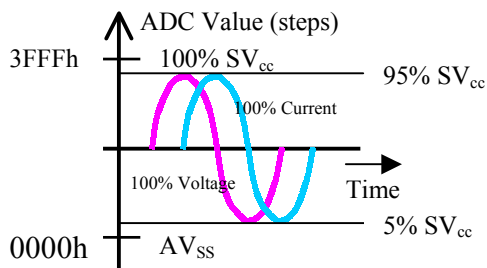 ADC Value (steps)
3FFFh
100% SVcc
95% SVcc
100% Current
100% Voltage
Time
5% SVcc
0000h
AVSS